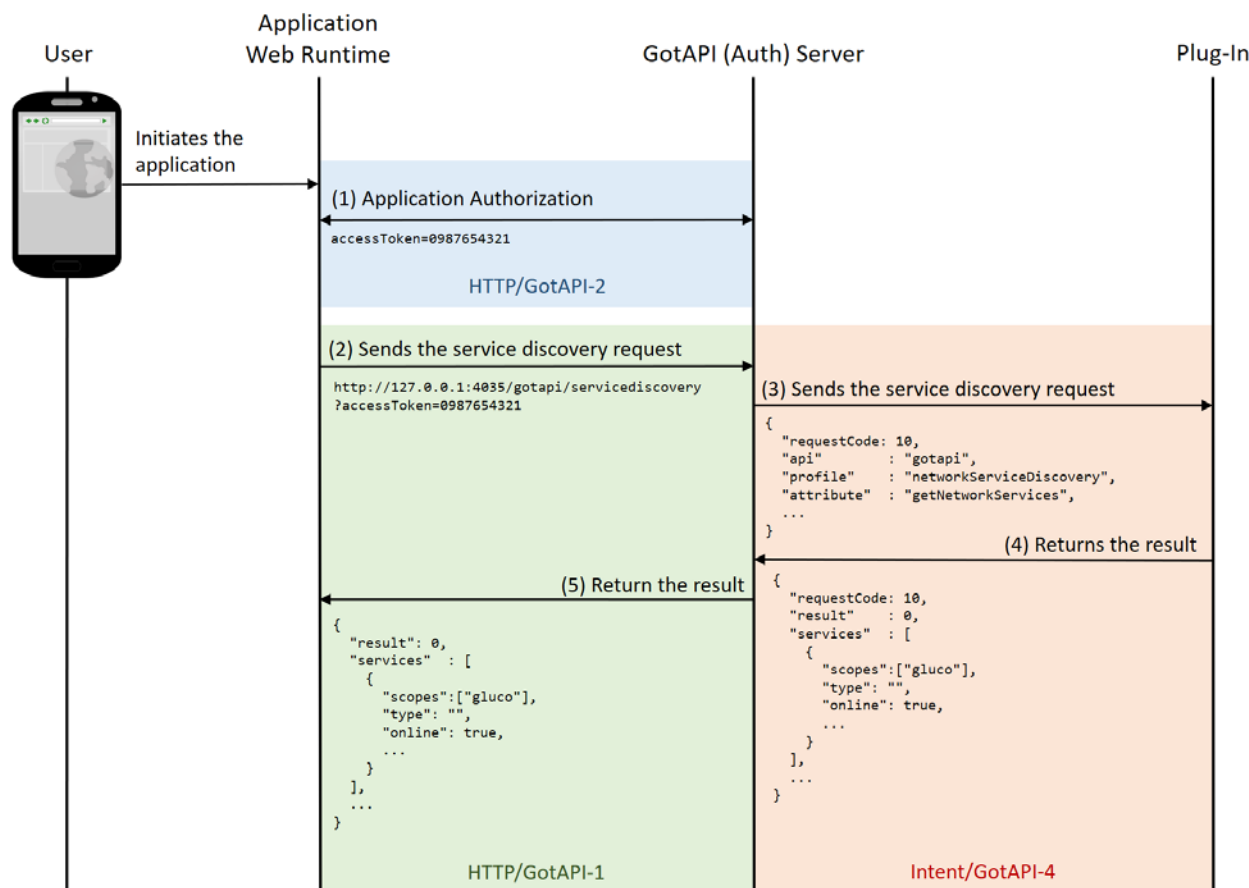 User
Application
Web Runtime
GotAPI (Auth) Server
Plug-In
Initiates the
application
(1) Application Authorization
accessToken=0987654321
HTTP/GotAPI-2
(2) Sends the service discovery request
http://127.0.0.1:4035/gotapi/servicediscovery
?accessToken=0987654321
(3) Sends the service discovery request
{
"requestCode: 10,
"api" : "gotapi",
"profile" : "networkServiceDiscovery",
"attribute" : "getNetworkServices",
...
}
(4) Returns the result
{
"requestCode: 10,
"result" : 0,
"services" : [
{
"scopes":["gluco"],
"type": "",
"online": true,
...
}
],
...
}
(5) Return the result
{
"result": 0,
"services" : [
{
"scopes":["gluco"],
"type": "",
"online": true,
...
}
],
...
}
HTTP/GotAPI-1
Intent/GotAPI-4